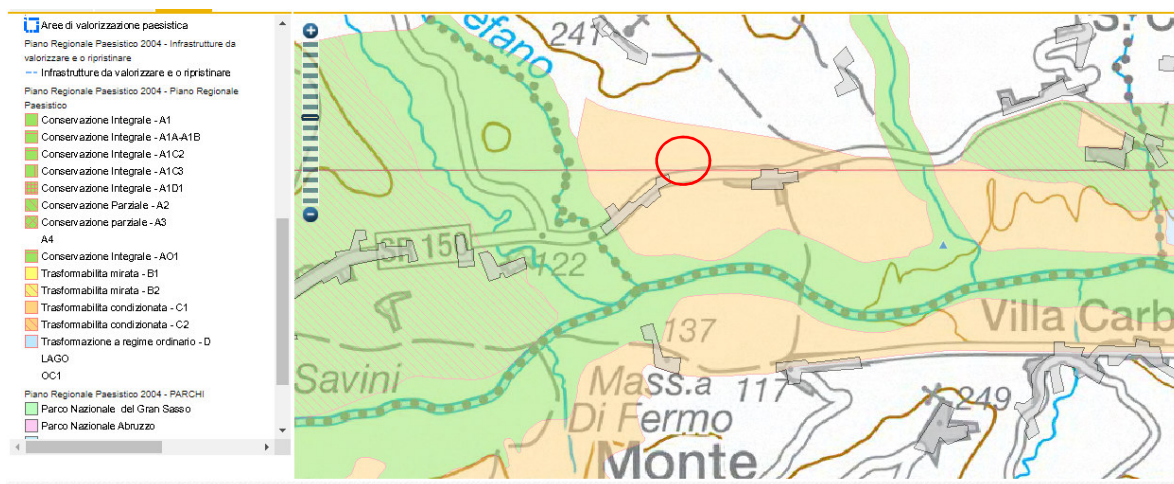 Aree di valorizzazione paesistica
Piano Regionale Paesistico 2004 - Infrastrutture da
valorizzare e o ripristinare
Infrastrutture da valorizzare e o ripristinare
Piano Regionale Paesistico 2004 - Piano Regionale
Paesistico
Conservazione Integrale - A1
Conservazione Integrale - A1A-A1B
Conservazione Integrale - A1C2
Conservazione Integrale - A1C3
Conservazione Integrale - A1D1
Conservazione Parziale - A2
Conservazione parziale - A3
A4
Conservazione Integrale - AO1
Trasformabilita mirata - B1
Trasformabilita mirata - B2
Trasformabilita condizionata - C1
Trasformabilita condizionata - C2
Trasformazione a regime ordinario - D
LAGO
OC1
Piano Regionale Paesistico 2004 - PARCHI
Parco Nazionale del Gran Sasso
Parco Nazionale Abruzzo
efano
241
SP 150
122
137
Villa Carb
Savini
Mass.a
Di Fermo
117
249
Monte